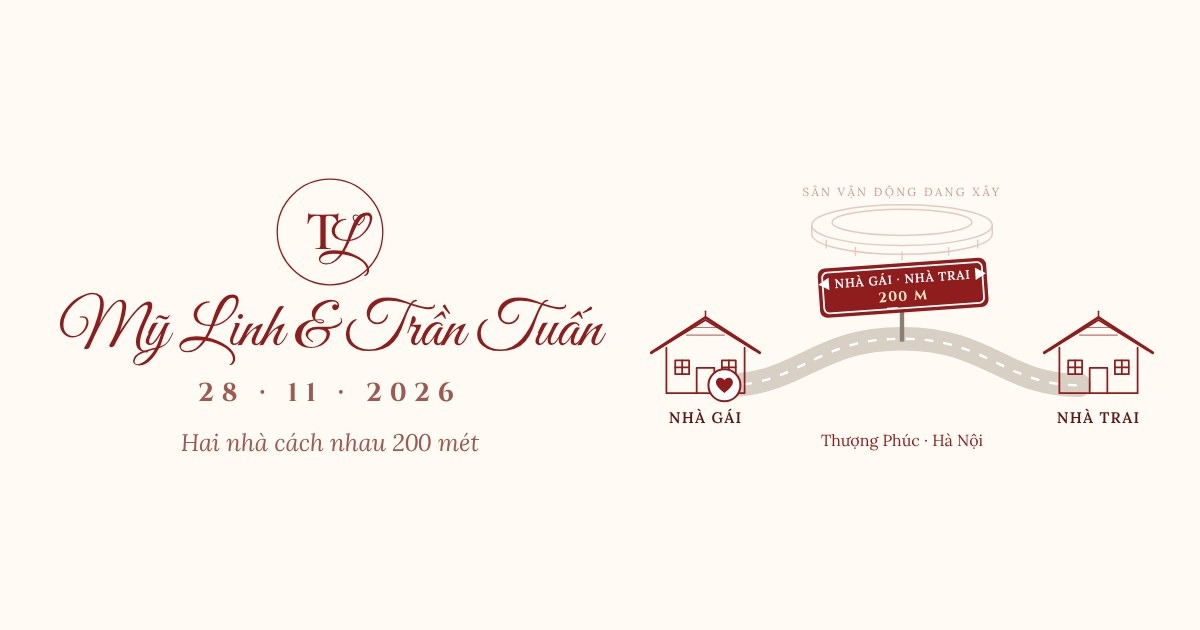 TL
Mỹ Linh & Trần Tuấn
28 · 11 · 2026
Hai nhà cách nhau 200 mét
SÂN VẬN ĐỘNG ĐANG XÂY
NHÀ GÁI · NHÀ TRAI
200 M
NHÀ GÁI
NHÀ TRAI
Thượng Phúc · Hà Nội